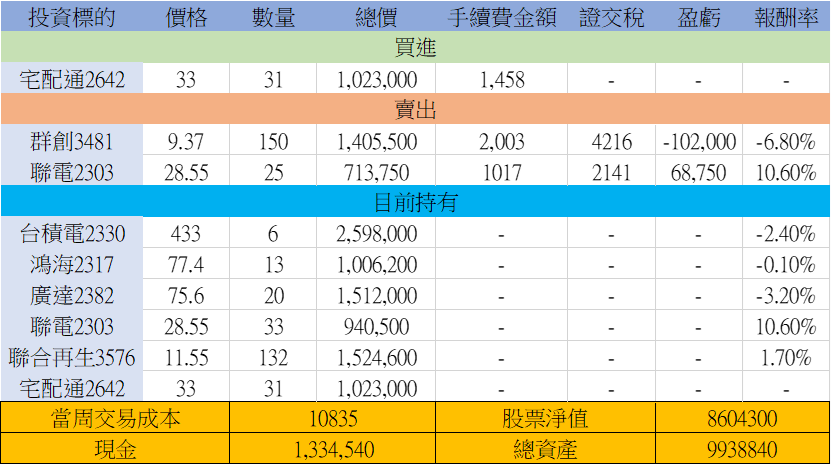 投資標的 價格 數量 總價 手續費金額 證交稅 盈虧 報酬率
買進
宅配通2642 33 31 1,023,000 1,458 - - -
賣出
群創3481 9.37 150 1,405,500 2,003 4216 -102,000 -6.80%
聯電2303 28.55 25 713,750 1017 2141 68,750 10.60%
目前持有
台積電2330 433 6 2,598,000 - - - -2.40%
鴻海2317 77.4 13 1,006,200 - - - -0.10%
廣達2382 75.6 20 1,512,000 - - - -3.20%
聯電2303 28.55 33 940,500 - - - 10.60%
聯合再生3576 11.55 132 1,524,600 - - - 1.70%
宅配通2642 33 31 1,023,000 - - - -
當周交易成本 10835 股票淨值 8604300
現金 1,334,540 總資產 9938840